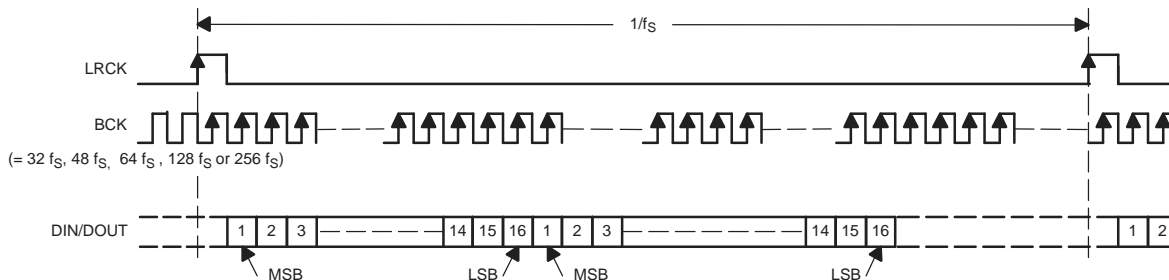 1/fS
LRCK
BCK
(= 32 fS, 48 fS, 64 fS , 128 fS or 256 fS)
DIN/DOUT 1 2 3 14 15 16 1 2 3 14 15 16 1 2
MSB LSB MSB LSB